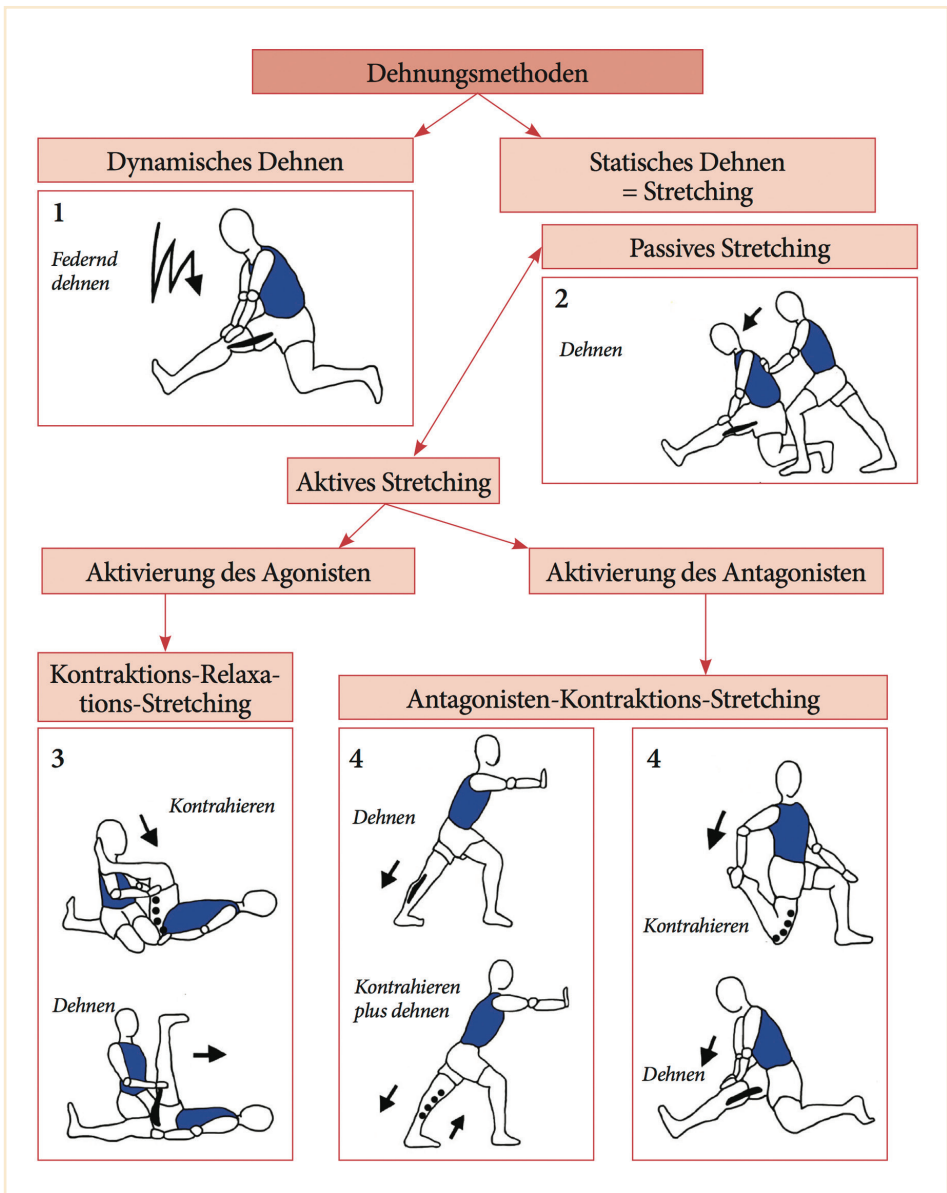 Dehnungsmethoden
Dynamisches Dehnen
Statisches Dehnen
= Stretching
1
Federnd
dehnen
Passives Stretching
2
Dehnen
Aktives Stretching
Aktivierung des Agonisten
Aktivierung des Antagonisten
Kontraktions-Relaxa-
tions-Stretching
Antagonisten-Kontraktions-Stretching
3
Kontrahieren
Dehnen
4
Dehnen
Kontrahieren
plus dehnen
4
Kontrahieren
Dehnen